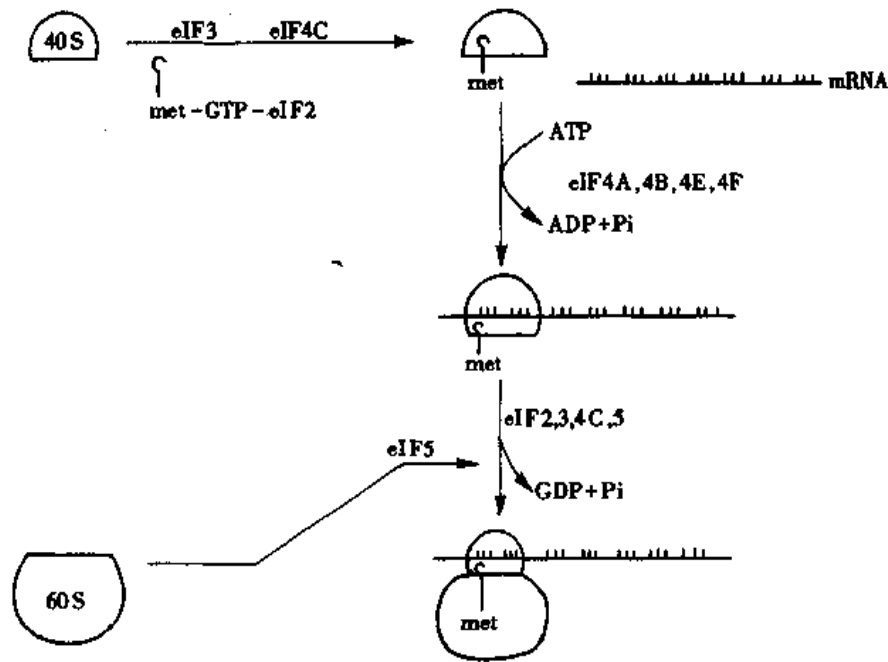 40S
eIF3 eIF4C
met-GTP-eIF2
met
mRNA
ATP
eIF4A,4B,4E,4F
ADP+Pi
met
eIF2,3,4C,5
eIF5
GDP+Pi
60S
met